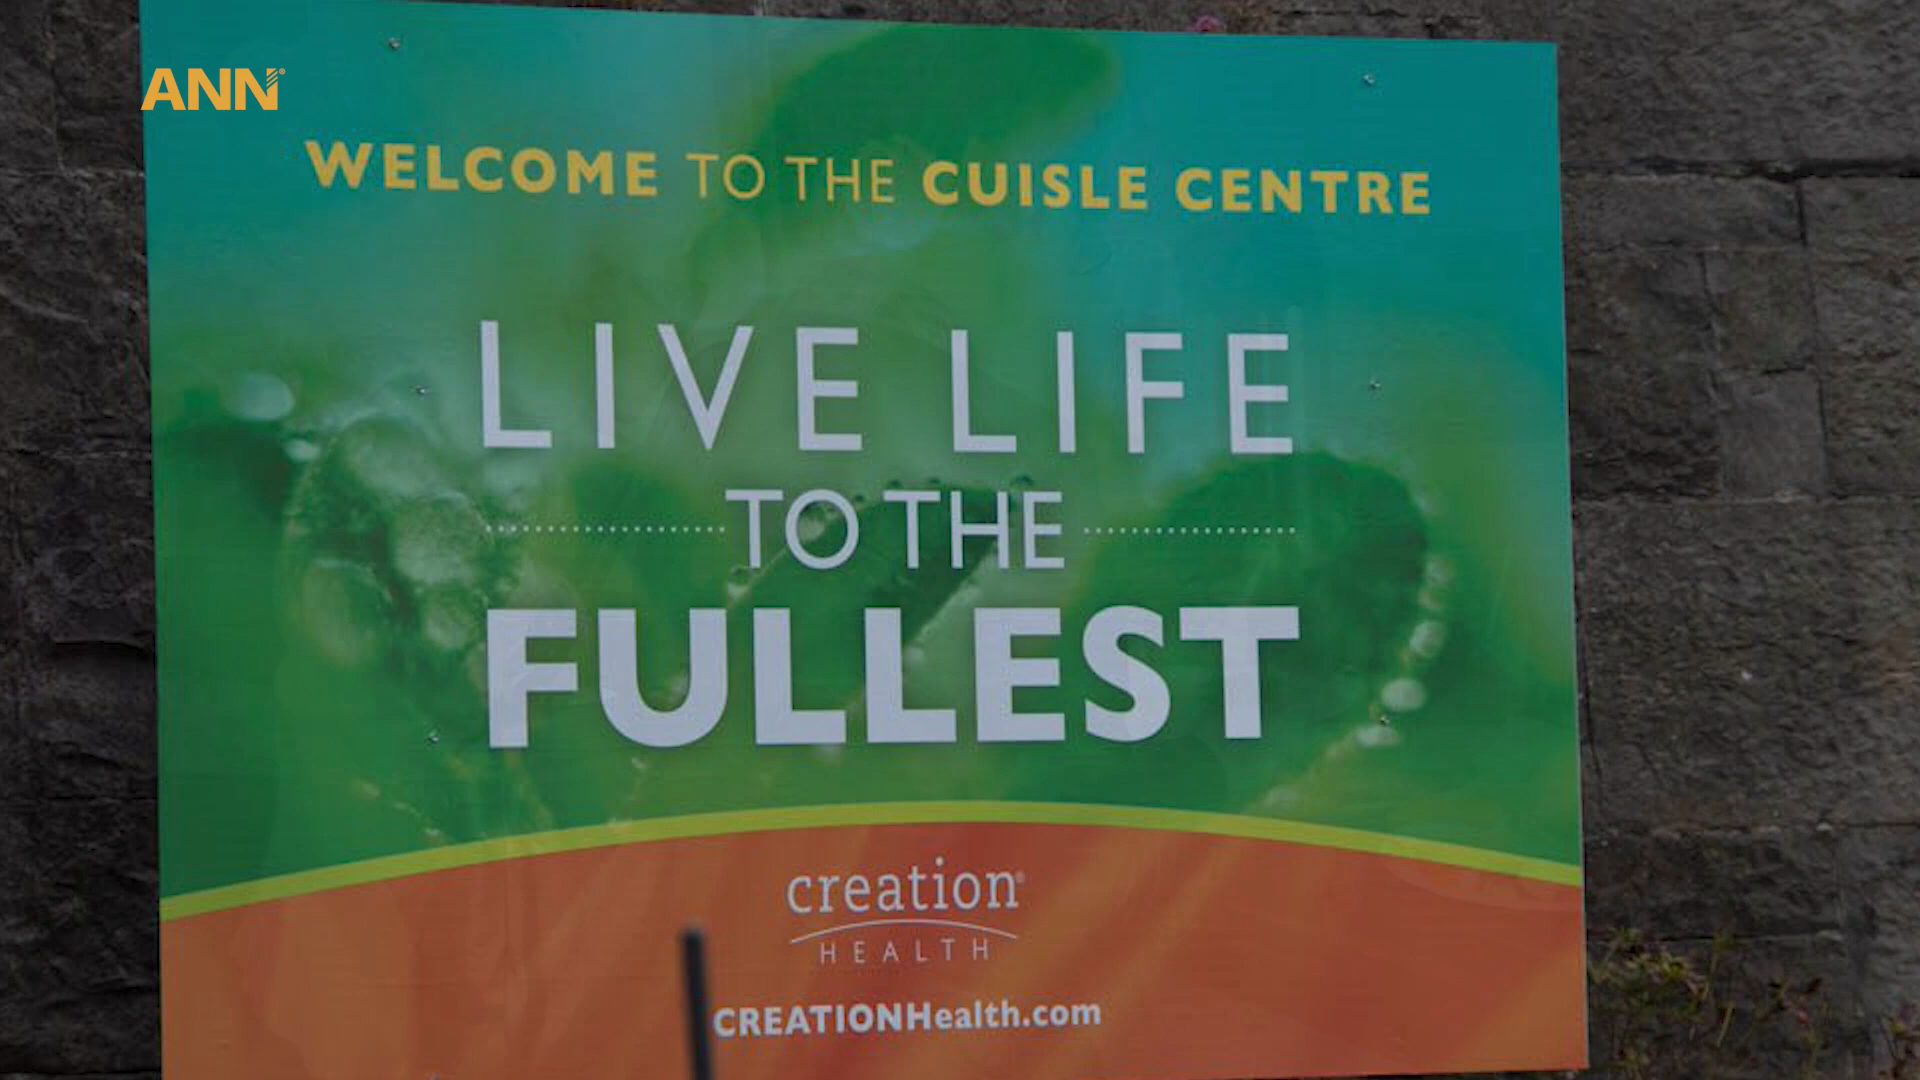 ANN
WELCOME TO THE CUISLE CENTRE
LIVE LIFE
TO THE
FULLEST
creation®
HEALTH
CREATIONHealth.com